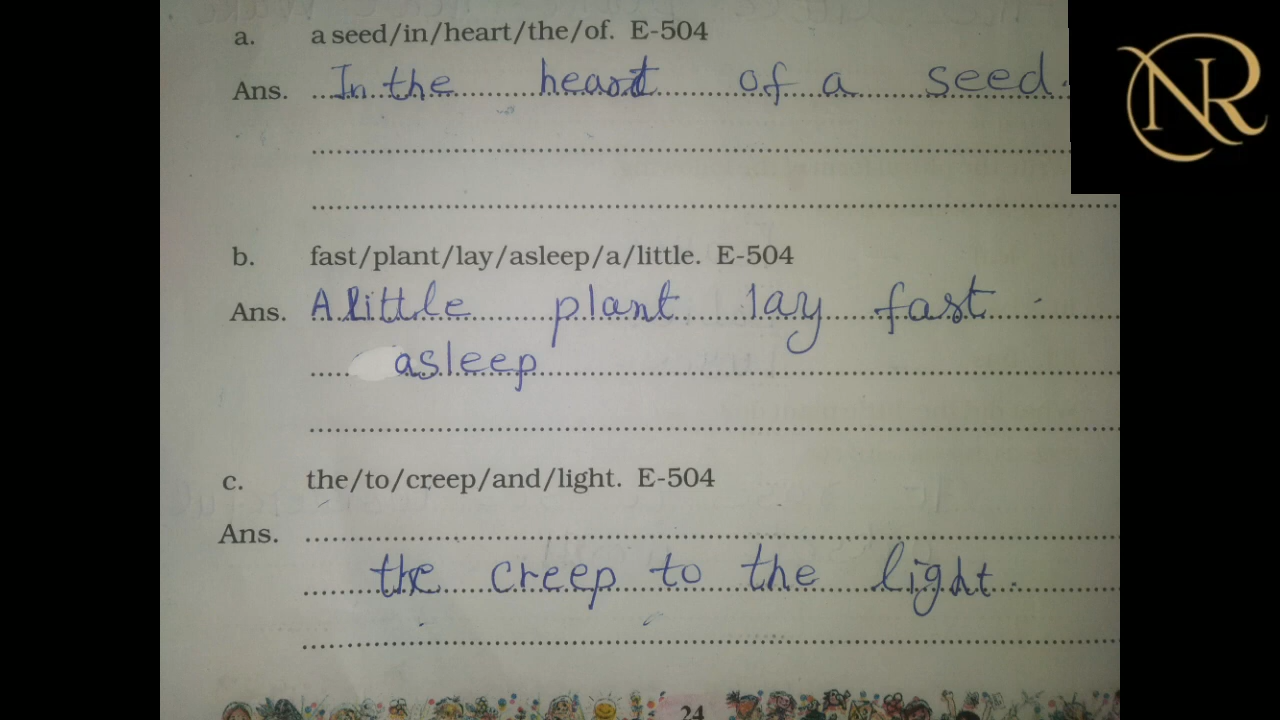 a. a seed/in/heart/the/of. E-504
NR
Ans. In the heart of a seed.
b. fast/plant/lay/asleep/a/little. E-504
Ans. A little plant lay fast
asleep
c. the/to/creep/and/light. E-504
Ans.
the creep to the light.
24